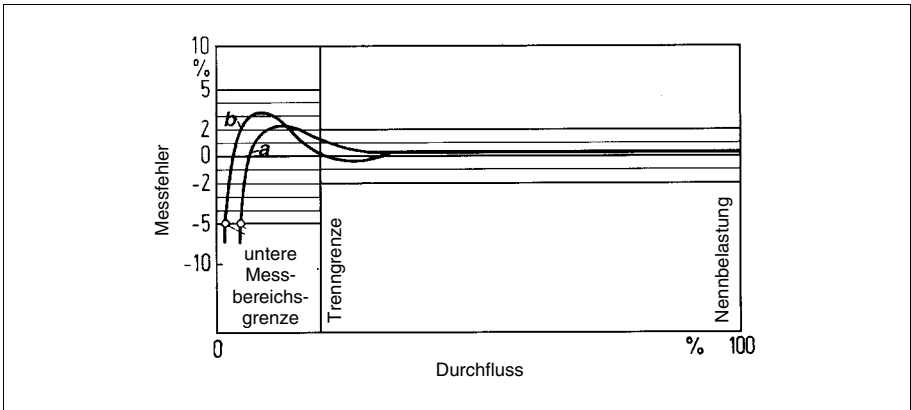 10
%
5
2
0
-2
-5
-10
Messfehler
b
a
untere
Mess-
bereichs-
grenze
Trenngrenze
Nennbelastung
0
% 100
Durchfluss